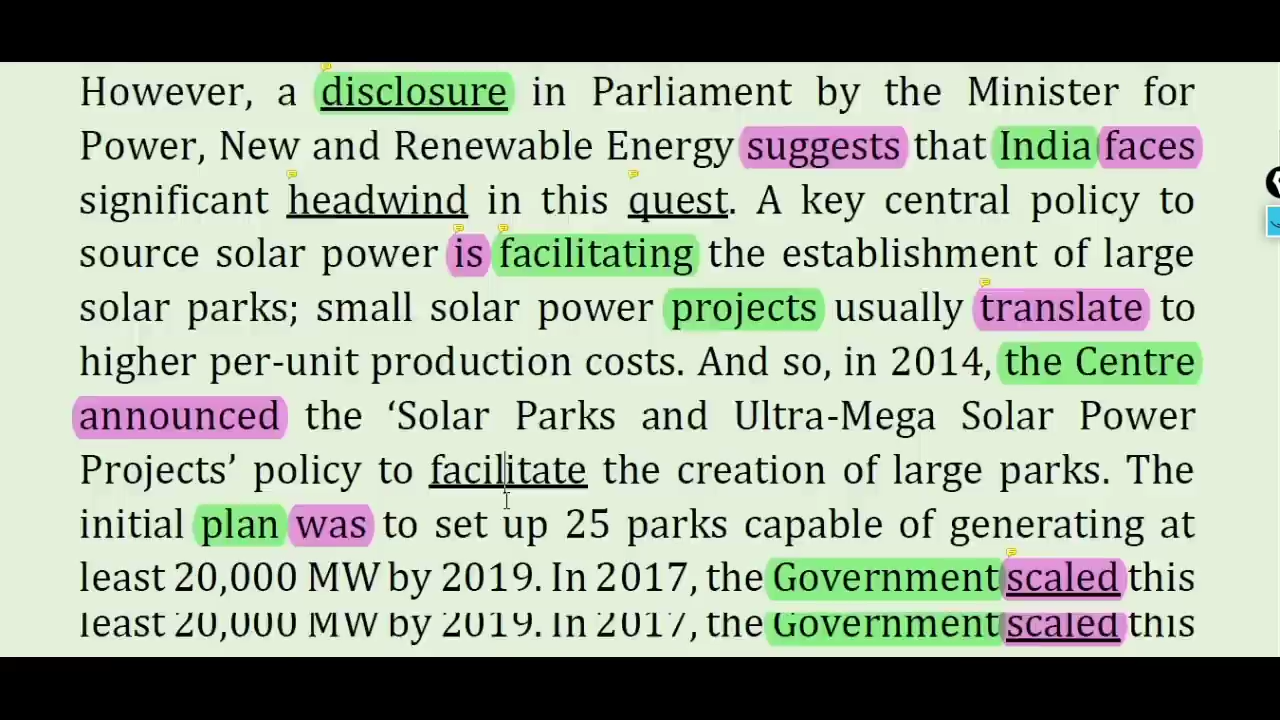 However, a disclosure in Parliament by the Minister for
Power, New and Renewable Energy suggests that India faces
significant headwind in this quest. A key central policy to
source solar power is facilitating the establishment of large
solar parks; small solar power projects usually translate to
higher per-unit production costs. And so, in 2014, the Centre
announced the ‘Solar Parks and Ultra-Mega Solar Power
Projects’ policy to facilitate the creation of large parks. The
initial plan was to set up 25 parks capable of generating at
least 20,000 MW by 2019. In 2017, the Government scaled this
least 20,000 MW by 2019. In 2017, the Government scaled this